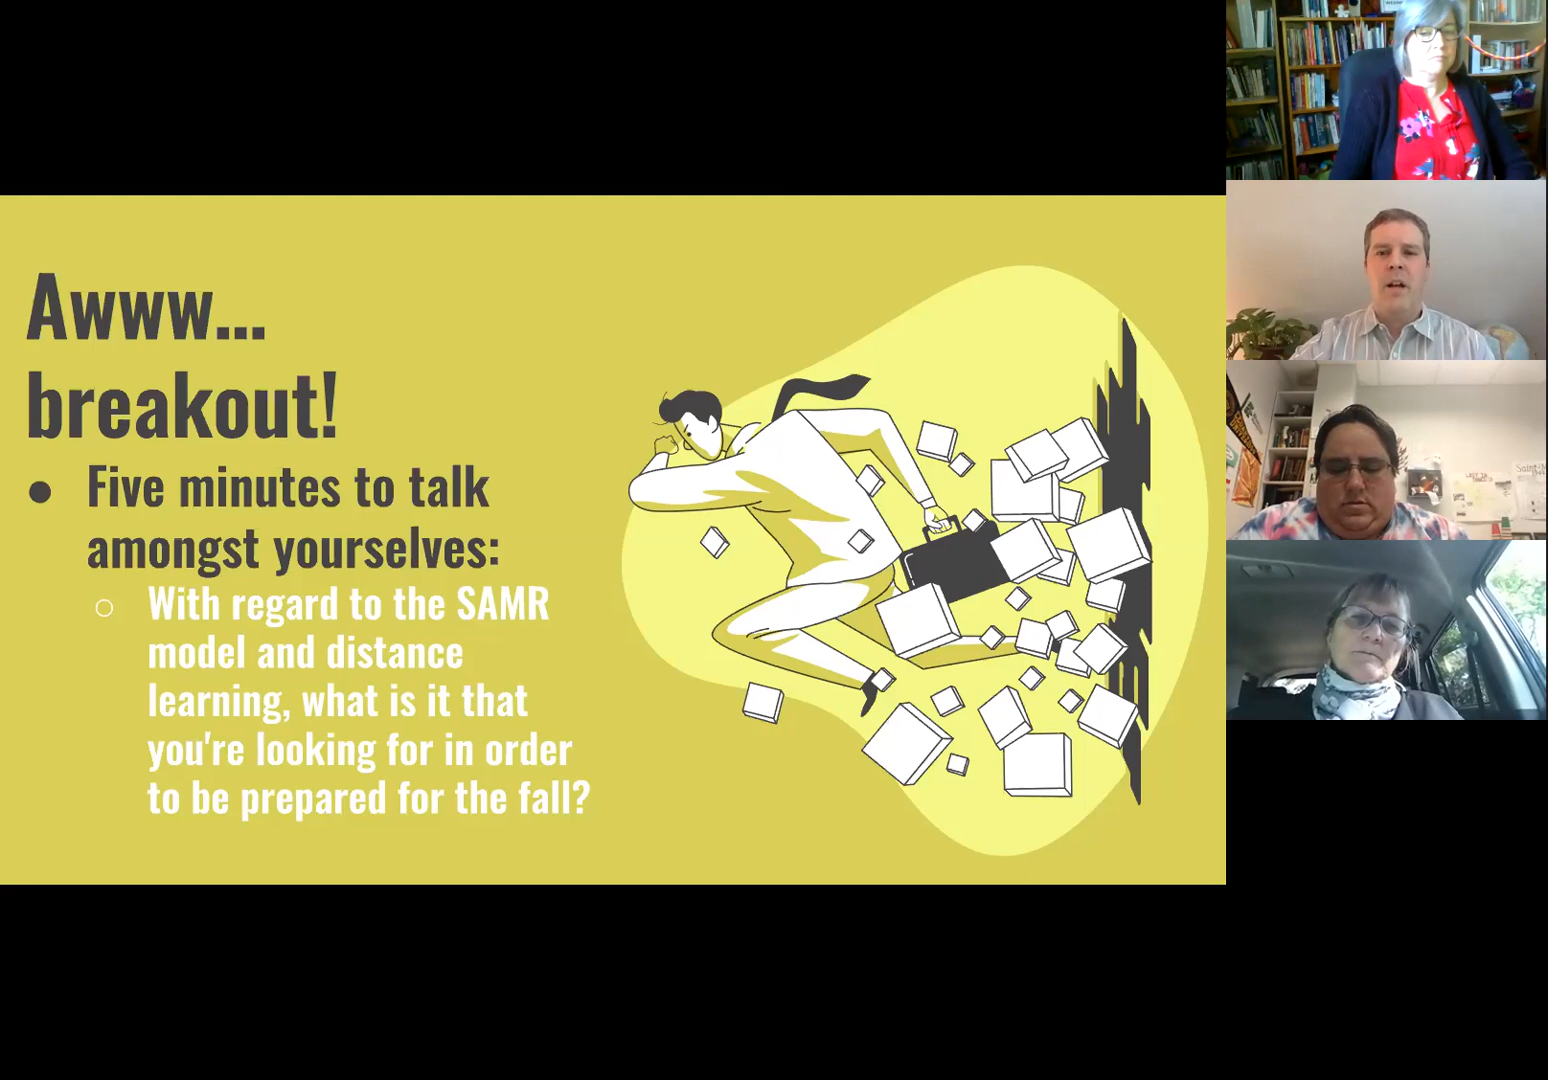 Awww...
breakout!
● Five minutes to talk
amongst yourselves:
○ With regard to the SAMR
model and distance
learning, what is it that
you're looking for in order
to be prepared for the fall?